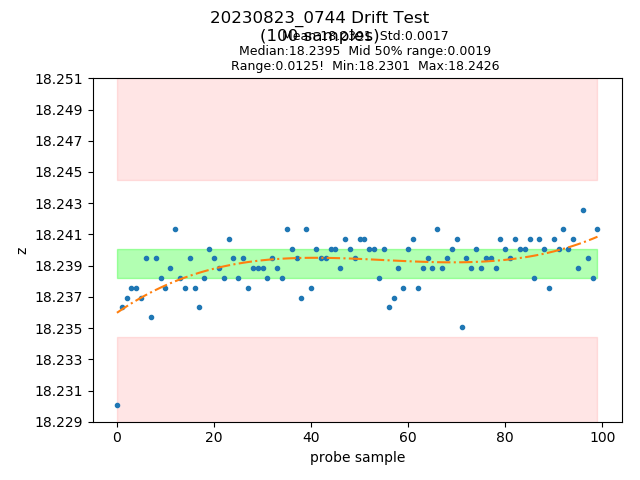 20230823_0744 Drift Test
(100 samples)
Mean:18.2391 Std:0.0017
Median:18.2395 Mid 50% range:0.0019
Range:0.0125! Min:18.2301 Max:18.2426
18.251
18.249
18.247
18.245
18.243
18.241
18.239
18.237
18.235
18.233
18.231
18.229
z
0
20
40
60
80
100
probe sample